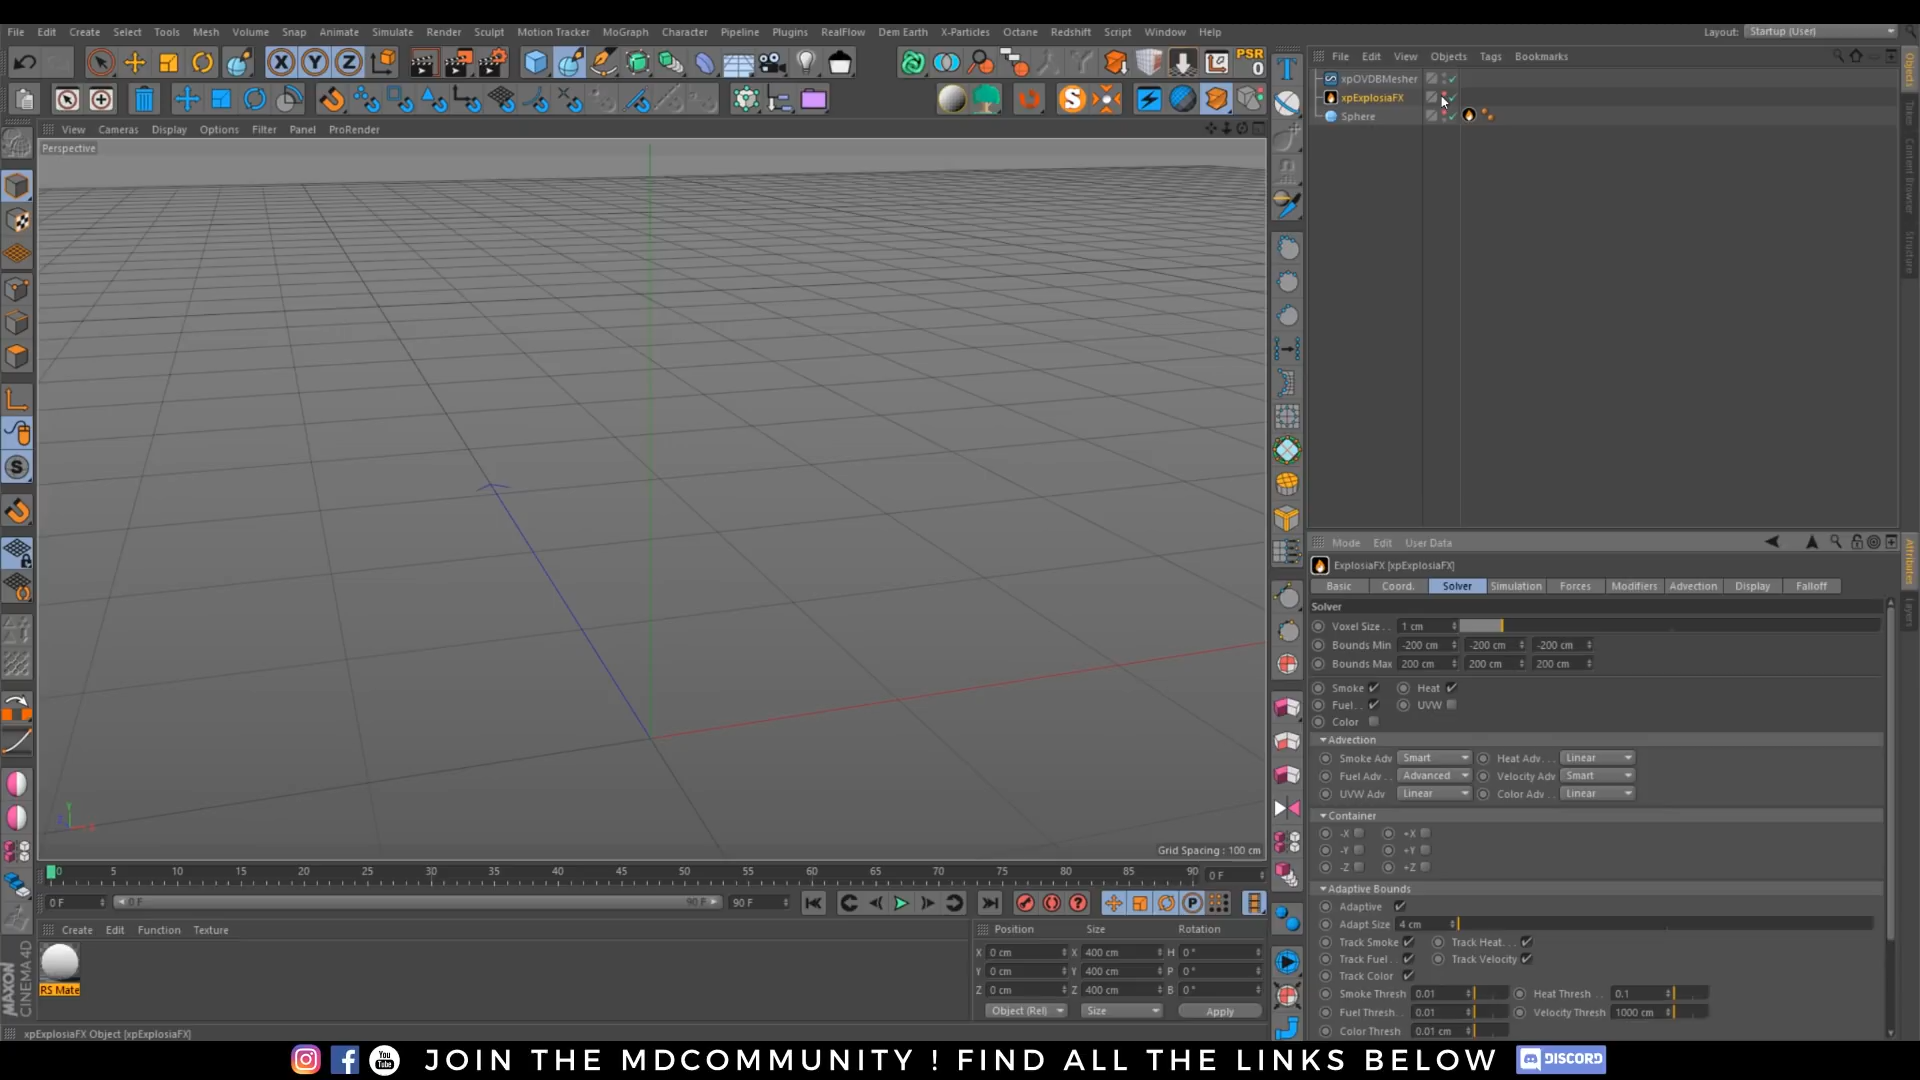 File Edit Create Select Tools Mesh Volume Snap Animate Simulate Render Sculpt Motion Tracker MoGraph Character Pipeline Plugins RealFlow Dem Earth X-Particles Octane Redshift Script Window Help Layout: Startup (User)
PSR
0
File Edit View Objects Tags Bookmarks
xpOVDBMesher
xpExplosiaFX
Sphere
Objects
Takes
Content Browser
Structure
View Cameras Display Options Filter Panel ProRender
Perspective
Grid Spacing : 100 cm
0 5 10 15 20 25 30 35 40 45 50 55 60 65 70 75 80 85 90 0 F
0 F 0 F 90 F 90 F
Create Edit Function Texture
RS Mate
MAXON
CINEMA 4D
Position Size Rotation
X 0 cm X 400 cm H 0 °
Y 0 cm Y 400 cm P 0 °
Z 0 cm Z 400 cm B 0 °
Object (Rel) Size Apply
xpExplosiaFX Object [xpExplosiaFX]
Mode Edit User Data
ExplosiaFX [xpExplosiaFX]
Basic Coord. Solver Simulation Forces Modifiers Advection Display Falloff
Solver
Voxel Size . . 1 cm
Bounds Min -200 cm -200 cm -200 cm
Bounds Max 200 cm 200 cm 200 cm
Smoke Heat
Fuel. . UVW
Color
Advection
Smoke Adv Smart Heat Adv. . . Linear
Fuel Adv . . Advanced Velocity Adv Smart
UVW Adv Linear Color Adv. . Linear
Container
-X +X
-Y +Y
-Z +Z
Adaptive Bounds
Adaptive
Adapt Size 4 cm
Track Smoke Track Heat. . .
Track Fuel . Track Velocity
Track Color
Smoke Thresh 0.01 Heat Thresh . . 0.1
Fuel Thresh. . 0.01 Velocity Thresh 1000 cm
Color Thresh 0.01 cm
Attributes
Layers
JOIN THE MDCOMMUNITY ! FIND ALL THE LINKS BELOW
You
Tube
DISCORD